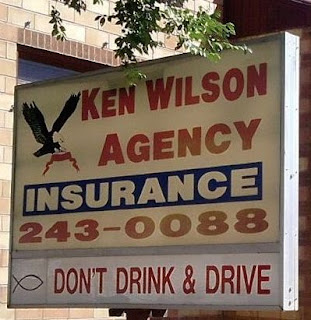 KEN WILSON
AGENCY
INSURANCE
243-0088
DON'T DRINK & DRIVE